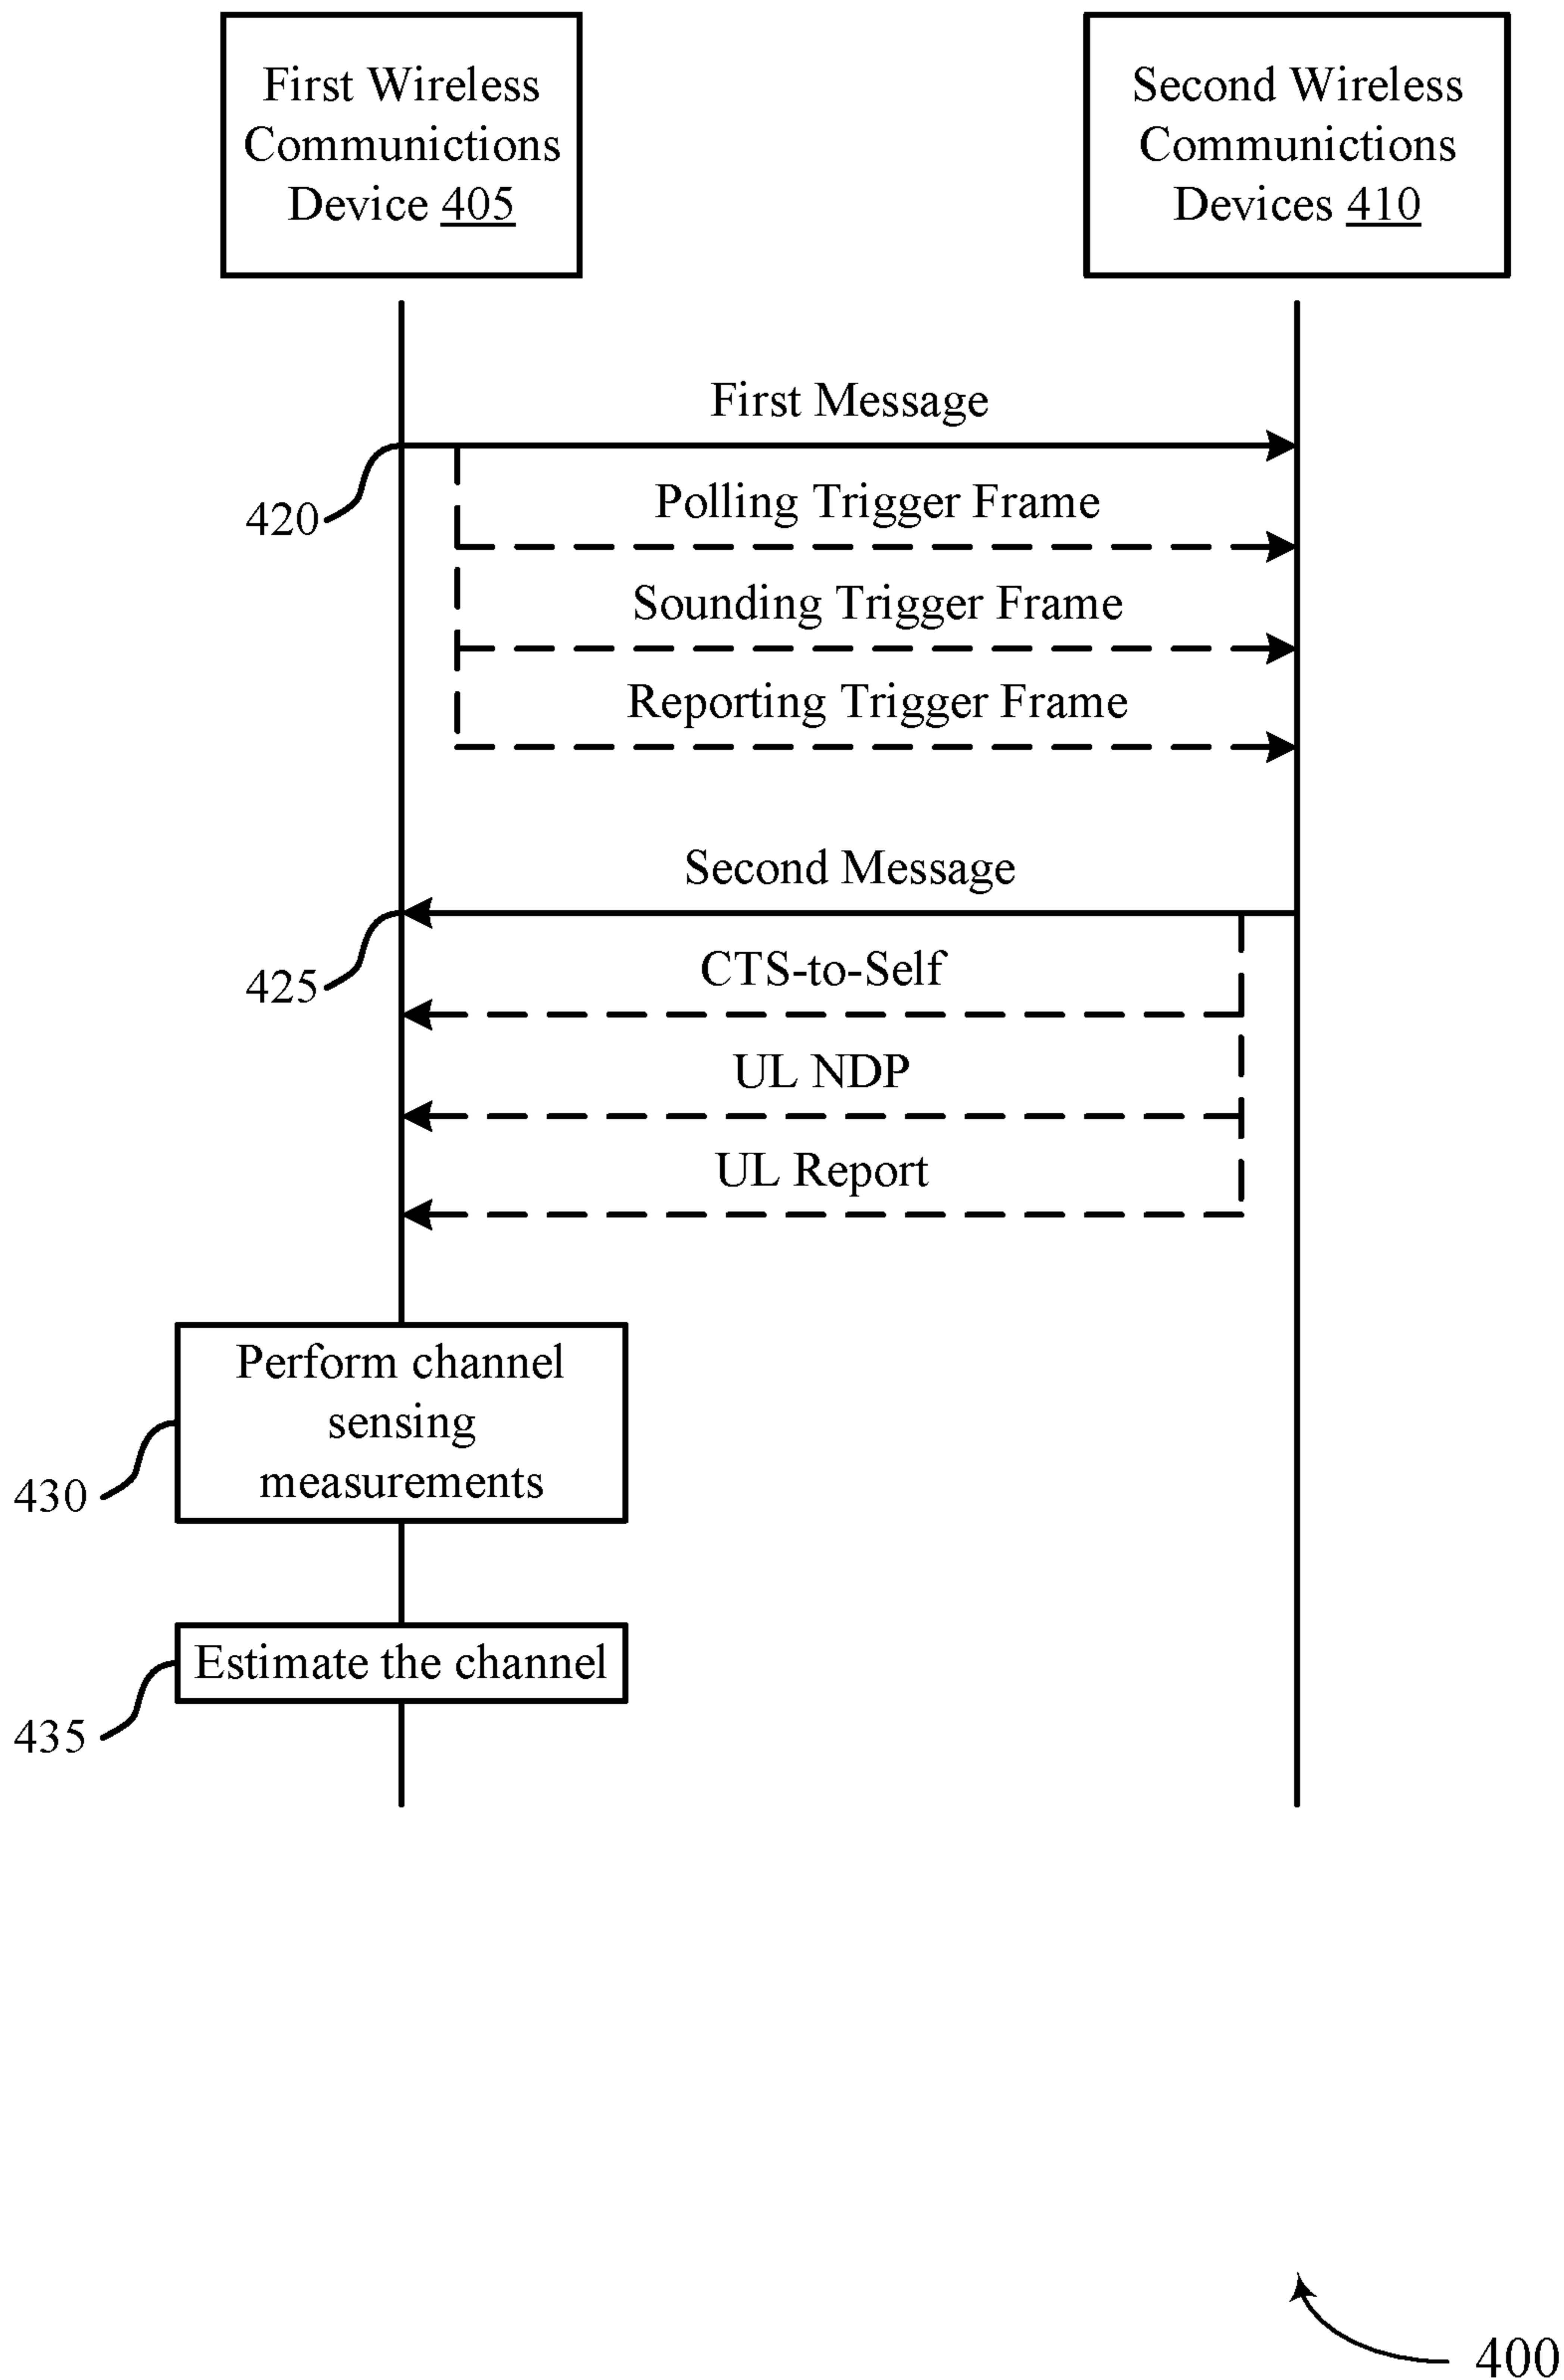 First Wireless
Communictions
Device 405
Second Wireless
Communictions
Devices 410
First Message
420
Polling Trigger Frame
Sounding Trigger Frame
Reporting Trigger Frame
Second Message
425
CTS-to-Self
UL NDP
UL Report
Perform channel
sensing
measurements
430
Estimate the channel
435
400